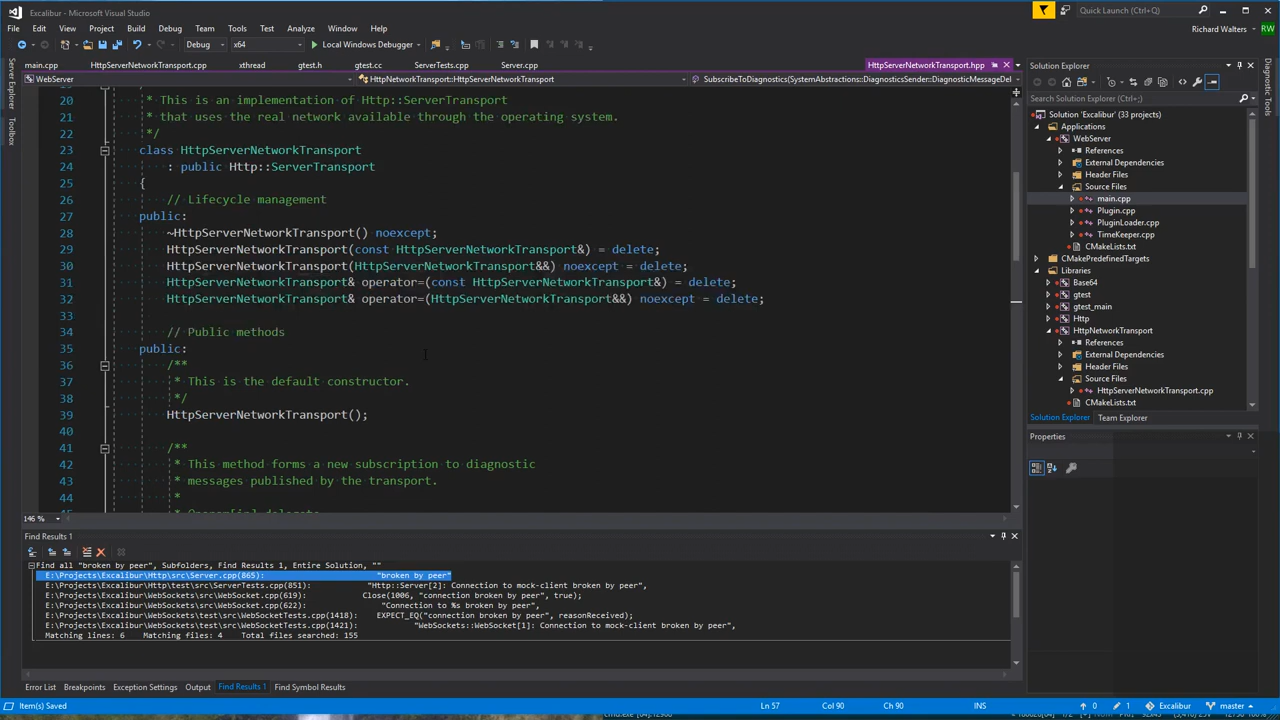 Excalibur - Microsoft Visual Studio
Quick Launch (Ctrl+Q)
File Edit View Project Build Debug Team Tools Test Analyze Window Help
Richard Walters RW
Debug x64 Local Windows Debugger
main.cpp HttpServerNetworkTransport.cpp xthread gtest.h gtest.cc ServerTests.cpp Server.cpp HttpServerNetworkTransport.hpp
WebServer HttpNetworkTransport::HttpServerNetworkTransport SubscribeToDiagnostics(SystemAbstractions::DiagnosticsSender::DiagnosticMessageDel
Server Explorer
Toolbox
20 * This is an implementation of Http::ServerTransport
21 * that uses the real network available through the operating system.
22 */
23 class HttpServerNetworkTransport
24 : public Http::ServerTransport
25 {
26 // Lifecycle management
27 public:
28 ~HttpServerNetworkTransport() noexcept;
29 HttpServerNetworkTransport(const HttpServerNetworkTransport&) = delete;
30 HttpServerNetworkTransport(HttpServerNetworkTransport&&) noexcept = delete;
31 HttpServerNetworkTransport& operator=(const HttpServerNetworkTransport&) = delete;
32 HttpServerNetworkTransport& operator=(HttpServerNetworkTransport&&) noexcept = delete;
33
34 // Public methods
35 public:
36 /**
37 * This is the default constructor.
38 */
39 HttpServerNetworkTransport();
40
41 /**
42 * This method forms a new subscription to diagnostic
43 * messages published by the transport.
44 *
146 %
Solution Explorer
Search Solution Explorer (Ctrl+;)
Solution 'Excalibur' (33 projects)
Applications
WebServer
References
External Dependencies
Header Files
Source Files
main.cpp
Plugin.cpp
PluginLoader.cpp
TimeKeeper.cpp
CMakeLists.txt
CMakePredefinedTargets
Libraries
Base64
gtest
gtest_main
Http
HttpNetworkTransport
References
External Dependencies
Header Files
Source Files
HttpServerNetworkTransport.cpp
CMakeLists.txt
Solution Explorer Team Explorer
Properties
Diagnostic Tools
Find Results 1
Find all "broken by peer", Subfolders, Find Results 1, Entire Solution, ""
E:\Projects\Excalibur\Http\src\Server.cpp(865): "broken by peer"
E:\Projects\Excalibur\Http\test\src\ServerTests.cpp(851): "Http::Server[2]: Connection to mock-client broken by peer",
E:\Projects\Excalibur\WebSockets\src\WebSocket.cpp(619): Close(1006, "connection broken by peer", true);
E:\Projects\Excalibur\WebSockets\src\WebSocket.cpp(622): "Connection to %s broken by peer",
E:\Projects\Excalibur\WebSockets\test\src\WebSocketTests.cpp(1418): EXPECT_EQ("connection broken by peer", reasonReceived);
E:\Projects\Excalibur\WebSockets\test\src\WebSocketTests.cpp(1421): "WebSockets::WebSocket[1]: Connection to mock-client broken by peer",
Matching lines: 6 Matching files: 4 Total files searched: 155
Error List Breakpoints Exception Settings Output Find Results 1 Find Symbol Results
Item(s) Saved Ln 57 Col 90 Ch 90 INS 0 1 Excalibur master